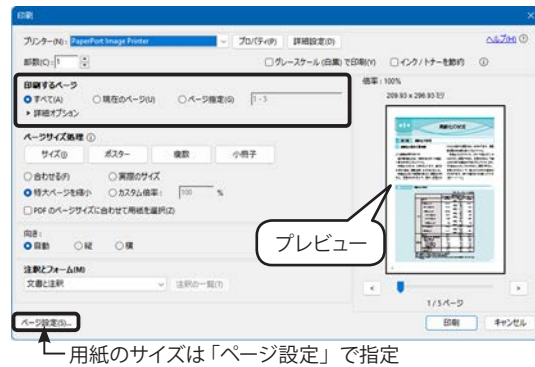 印刷
プリンター(N): PaperPort Image Printer プロパティ(P) 詳細設定(D) ヘルプ(H)
部数(C): 1 グレースケール (白黒) で印刷(Y) インク / トナーを節約
印刷するページ
すべて(A) 現在のページ(U) ページ指定(G) 1 - 5
詳細オプション
倍率 : 100%
209.93 x 296.93 ミリ
ページサイズ処理
サイズ(I) ポスター 複数 小冊子
合わせる(F) 実際のサイズ
特大ページを縮小 カスタム倍率 : 100 %
PDF のページサイズに合わせて用紙を選択(Z)
プレビュー
向き :
自動 縦 横
注釈とフォーム(M)
文書と注釈 注釈の一覧(T)
< >
1 / 5 ページ
ページ設定(S)... 印刷 キャンセル
用紙のサイズは「ページ設定」で指定